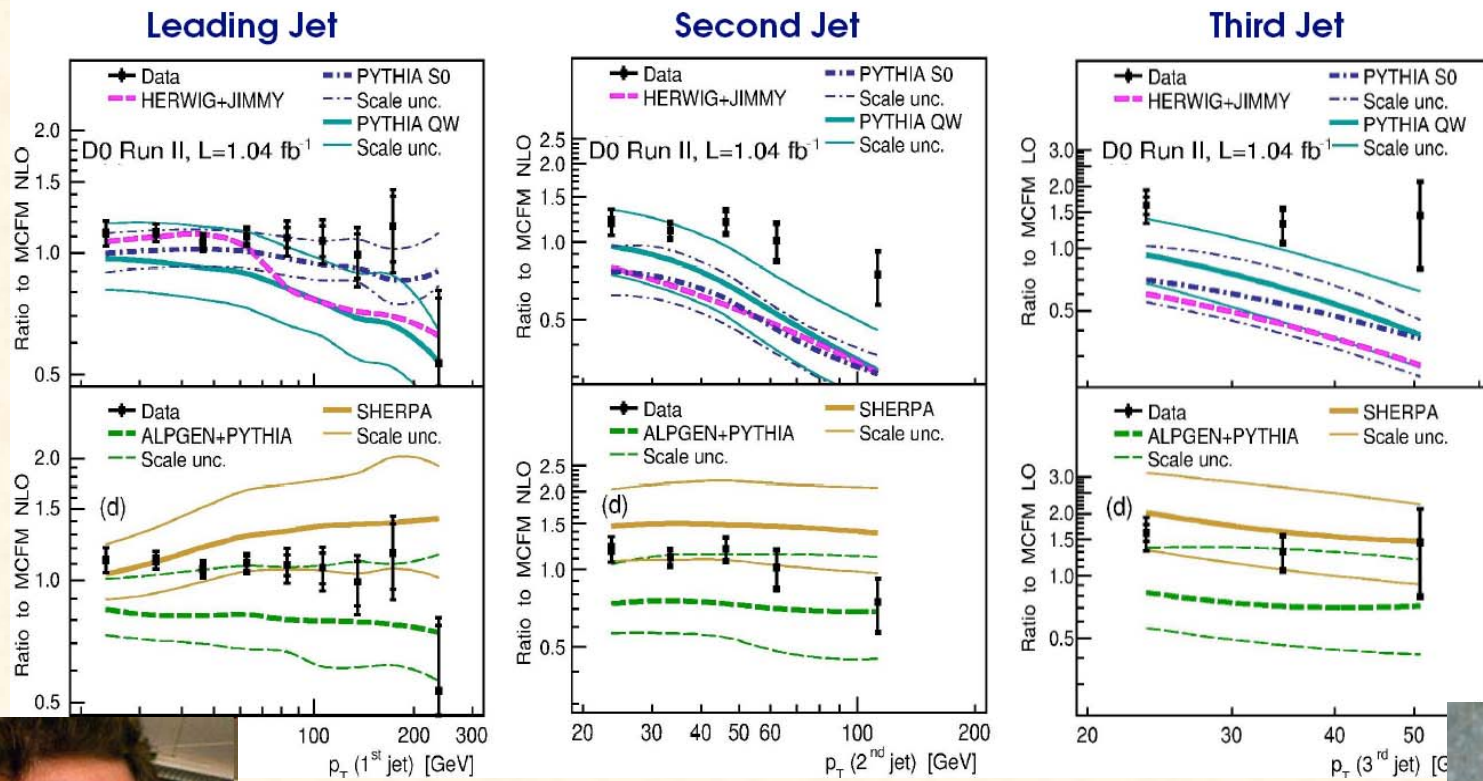 Leading Jet
Second Jet
Third Jet
Data
HERWIG+JIMMY
PYTHIA S0
Scale unc.
PYTHIA QW
Scale unc.
D0 Run II, L=1.04 fb⁻¹
Ratio to MCFM NLO
2.0
1.5
1.0
0.5
Data
HERWIG+JIMMY
PYTHIA S0
Scale unc.
PYTHIA QW
Scale unc.
D0 Run II, L=1.04 fb⁻¹
Ratio to MCFM NLO
2.5
2.0
1.5
1.0
0.5
Data
HERWIG+JIMMY
PYTHIA S0
Scale unc.
PYTHIA QW
Scale unc.
D0 Run II, L=1.04 fb⁻¹
Ratio to MCFM LO
3.0
2.0
1.5
1.0
0.5
Data
ALPGEN+PYTHIA
Scale unc.
SHERPA
Scale unc.
(d)
Ratio to MCFM NLO
2.0
1.5
1.0
0.5
100 200 300
p_T (1st jet) [GeV]
Data
ALPGEN+PYTHIA
Scale unc.
SHERPA
Scale unc.
(d)
Ratio to MCFM NLO
2.5
2.0
1.5
1.0
0.5
20 30 40 50 60 100 200
p_T (2nd jet) [GeV]
Data
ALPGEN+PYTHIA
Scale unc.
SHERPA
Scale unc.
(d)
Ratio to MCFM LO
3.0
2.0
1.5
1.0
0.5
20 30 40 50
p_T (3rd jet)